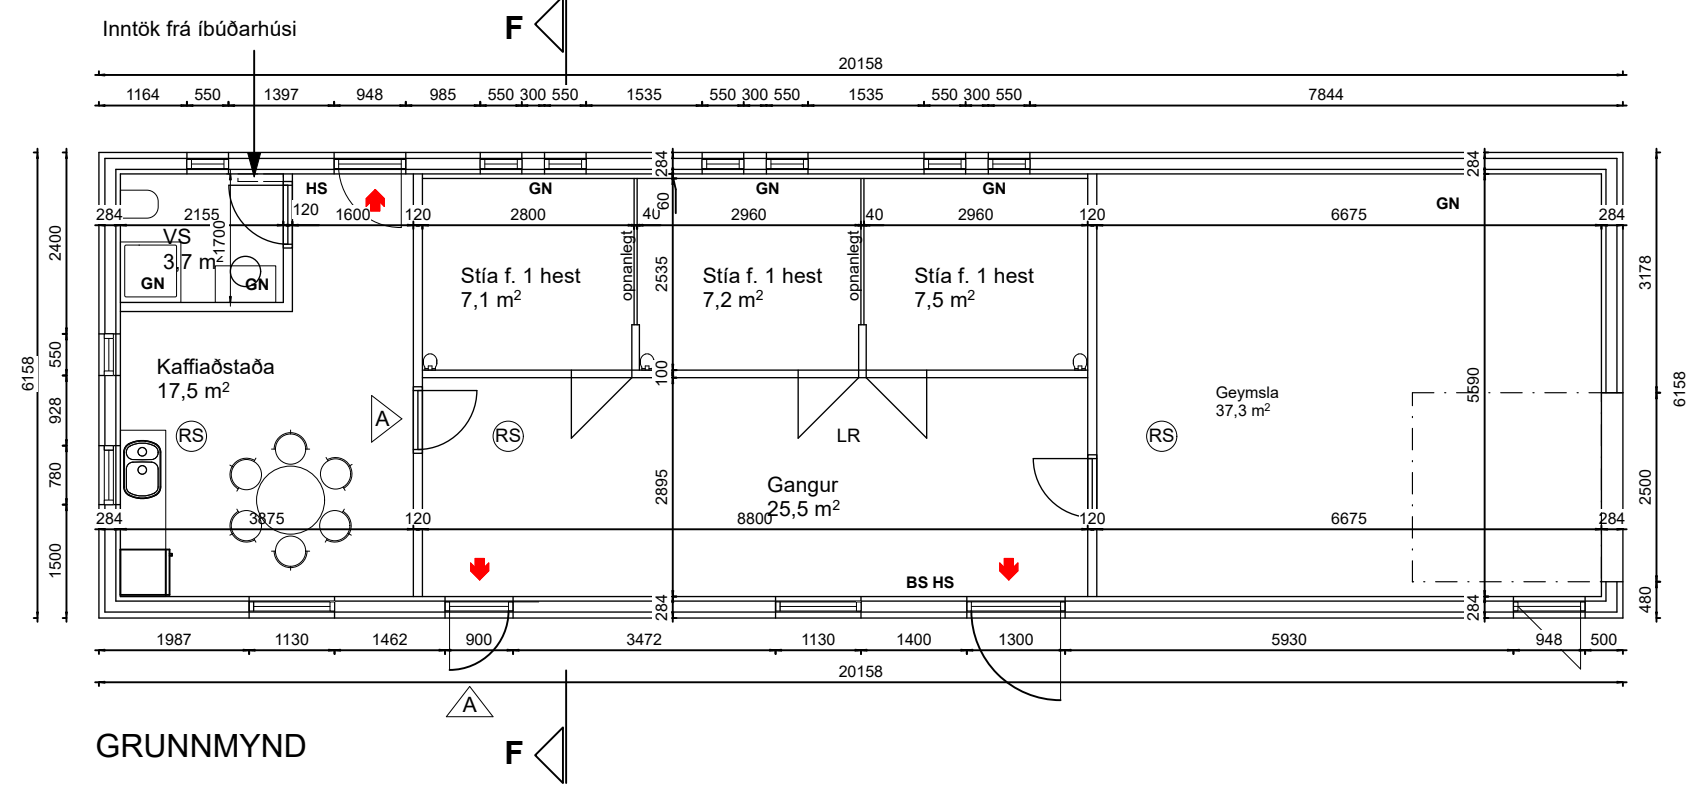 Inntök frá íbúðarhúsi
F
20158
1164 550 1397 948 985 550 300 550 1535 550 300 550 1535 550 300 550 7844
284 284
HS GN GN GN GN
60
284 2155 120 1600 120 2800 40 2960 40 2960 120 6675 284
2400
1700
VS
3,7 m²
GN GN
opnanlegt
2535
opnanlegt
3178
Stía f. 1 hest
7,1 m²
Stía f. 1 hest
7,2 m²
Stía f. 1 hest
7,5 m²
6158
550
100
5590
6158
Kaffiaðstaða
17,5 m²
Geymsla
37,3 m²
928
A
RS RS LR RS
780
2895
Gangur
25,5 m²
2500
284 3875 120 8800 120 6675 284
1500
BS HS
480
284 284
1987 1130 1462 900 3472 1130 1400 1300 5930 948 500
20158
A
GRUNNMYND
F